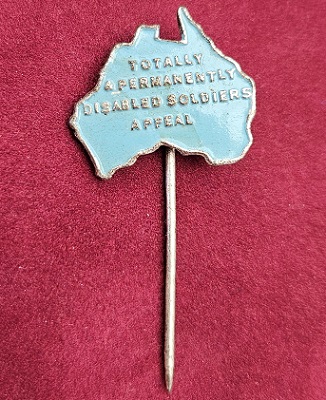 TOTALLY
& PERMANENTLY
DISABLED SOLDIERS
APPEAL